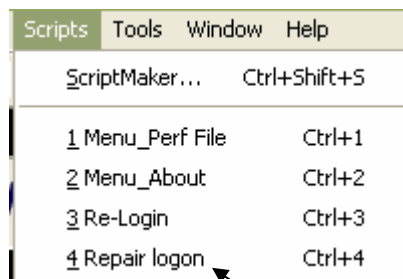 Scripts Tools Window Help
ScriptMaker... Ctrl+Shift+S
1 Menu_Perf File Ctrl+1
2 Menu_About Ctrl+2
3 Re-Login Ctrl+3
4 Repair logon Ctrl+4